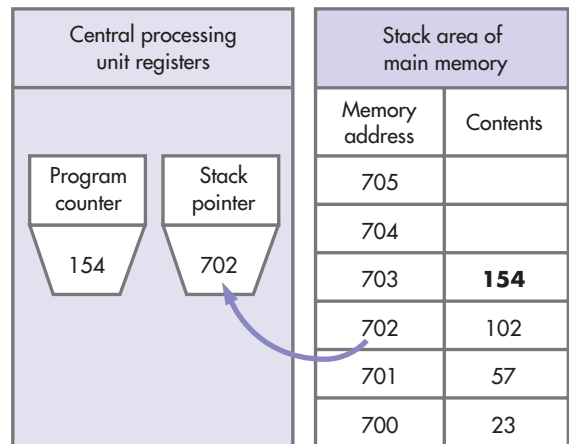 Central processing
unit registers
Program
counter
Stack
pointer
154
702
Stack area of
main memory
Memory
address
Contents
705
704
703 154
702 102
701 57
700 23